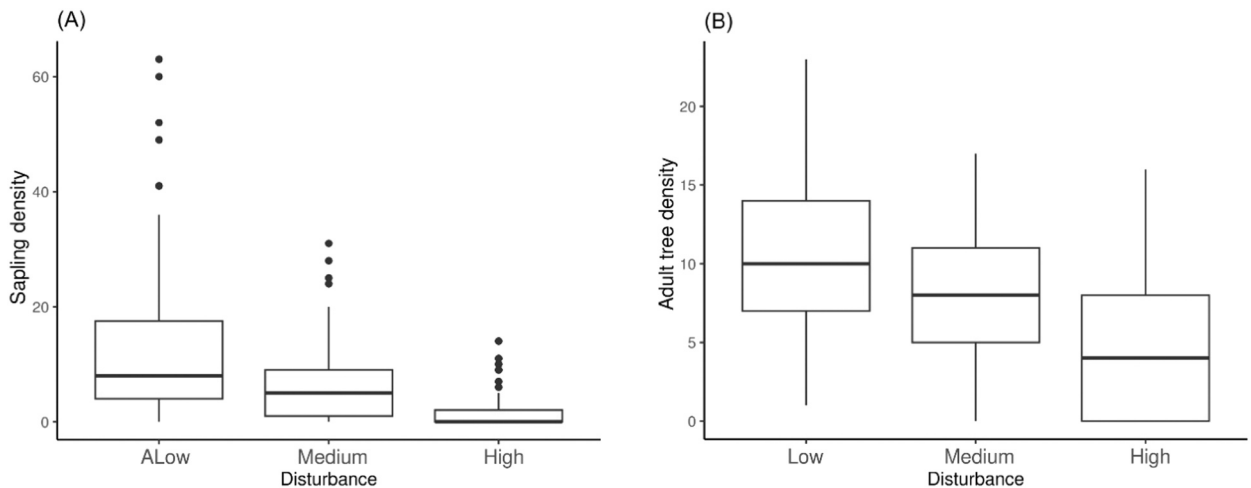 (A)
Sapling density
60
40
20
0
ALow Medium High
Disturbance
(B)
Adult tree density
20
15
10
5
0
Low Medium High
Disturbance